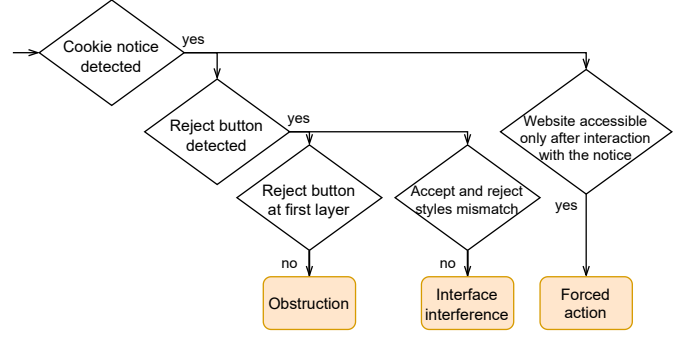 Cookie notice
detected
yes
Reject button
detected
yes
Website accessible
only after interaction
with the notice
Reject button
at first layer
Accept and reject
styles mismatch
yes
no
no
Obstruction
Interface
interference
Forced
action